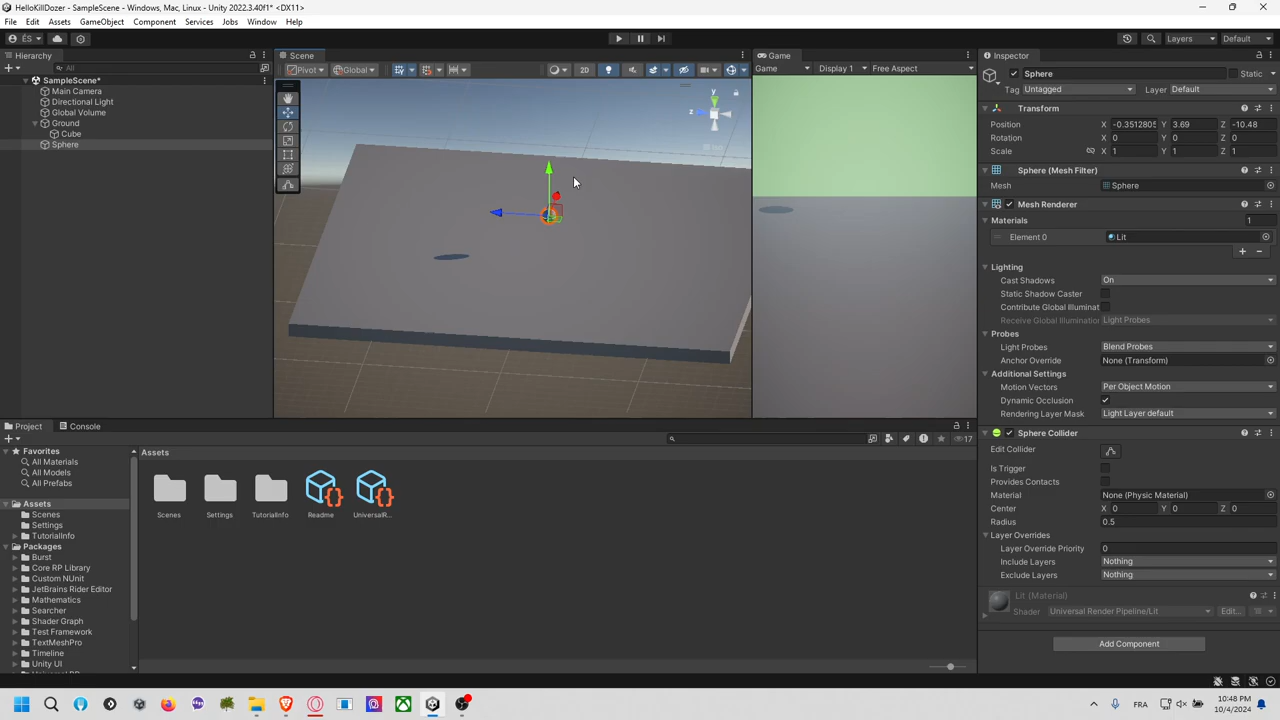 HelloKillDozer - SampleScene - Windows, Mac, Linux - Unity 2022.3.40f1* <DX11>
File Edit Assets GameObject Component Services Jobs Window Help
ÉS Layers Default
Hierarchy
All
SampleScene*
Main Camera
Directional Light
Global Volume
Ground
Cube
Sphere
Scene
Pivot Global 2D
y
z
Game
Game Display 1 Free Aspect
Inspector
Sphere Static
Tag Untagged Layer Default
Transform
Position X -0.3512805 Y 3.69 Z -10.48
Rotation X 0 Y 0 Z 0
Scale X 1 Y 1 Z 1
Sphere (Mesh Filter)
Mesh Sphere
Mesh Renderer
Materials 1
Element 0 Lit
Lighting
Cast Shadows On
Static Shadow Caster
Contribute Global Illuminat
Receive Global Illumination Light Probes
Probes
Light Probes Blend Probes
Anchor Override None (Transform)
Additional Settings
Motion Vectors Per Object Motion
Dynamic Occlusion
Rendering Layer Mask Light Layer default
Sphere Collider
Edit Collider
Is Trigger
Provides Contacts
Material None (Physic Material)
Center X 0 Y 0 Z 0
Radius 0.5
Layer Overrides
Layer Override Priority 0
Include Layers Nothing
Exclude Layers Nothing
Lit (Material)
Shader Universal Render Pipeline/Lit Edit...
Add Component
Project Console
17
Favorites
All Materials
All Models
All Prefabs
Assets
Scenes
Settings
TutorialInfo
Packages
Burst
Core RP Library
Custom NUnit
JetBrains Rider Editor
Mathematics
Searcher
Shader Graph
Test Framework
TextMeshPro
Timeline
Unity UI
Assets
Scenes Settings TutorialInfo Readme UniversalR...
FRA
10:48 PM
10/4/2024